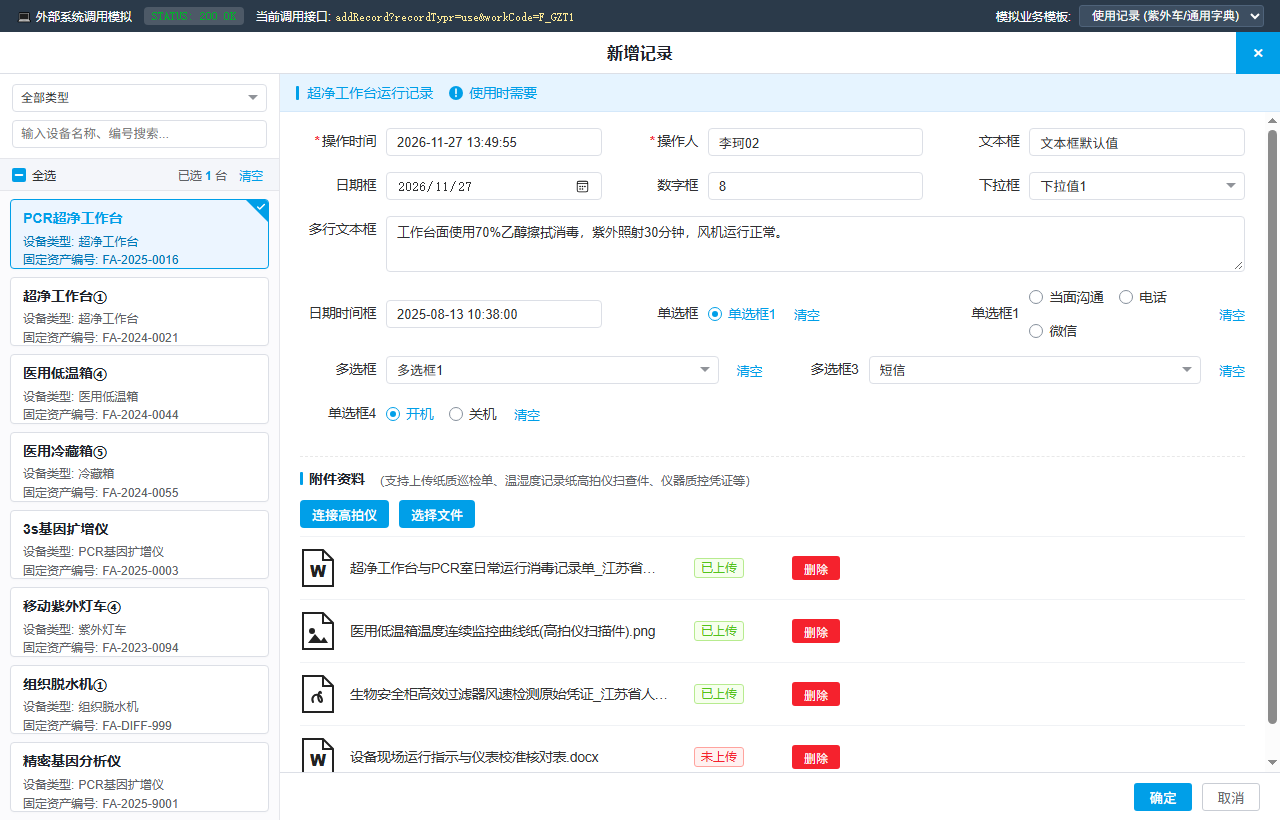 外部系统调用模拟 STATUS: 200 OK 当前调用接口: addRecord?recordTypr=use&workCode=F_GZT1 模拟业务模板: 使用记录 (紫外车/通用字典)
新增记录 ×
全部类型
输入设备名称、编号搜索...
全选 已选 1 台 清空
PCR超净工作台
设备类型: 超净工作台
固定资产编号: FA-2025-0016
超净工作台①
设备类型: 超净工作台
固定资产编号: FA-2024-0021
医用低温箱④
设备类型: 医用低温箱
固定资产编号: FA-2024-0044
医用冷藏箱⑤
设备类型: 冷藏箱
固定资产编号: FA-2024-0055
3s基因扩增仪
设备类型: PCR基因扩增仪
固定资产编号: FA-2025-0003
移动紫外灯车④
设备类型: 紫外灯车
固定资产编号: FA-2023-0094
组织脱水机①
设备类型: 组织脱水机
固定资产编号: FA-DIFF-999
精密基因分析仪
设备类型: PCR基因扩增仪
固定资产编号: FA-2025-9001
超净工作台运行记录 使用时需要
*操作时间 2026-11-27 13:49:55 *操作人 李珂02 文本框 文本框默认值
日期框 2026/11/27 数字框 8 下拉框 下拉值1
多行文本框 工作台面使用70%乙醇擦拭消毒，紫外照射30分钟，风机运行正常。
日期时间框 2025-08-13 10:38:00 单选框 单选框1 清空 单选框1 当面沟通 电话 微信 清空
多选框 多选框1 清空 多选框3 短信 清空
单选框4 开机 关机 清空
附件资料 (支持上传纸质巡检单、温湿度记录纸高拍仪扫查件、仪器质控凭证等)
连接高拍仪 选择文件
超净工作台与PCR室日常运行消毒记录单_江苏省... 已上传 删除
医用低温箱温度连续监控曲线纸(高拍仪扫描件).png 已上传 删除
生物安全柜高效过滤器风速检测原始凭证_江苏省人... 已上传 删除
设备现场运行指示与仪表校准核对表.docx 未上传 删除
确定 取消